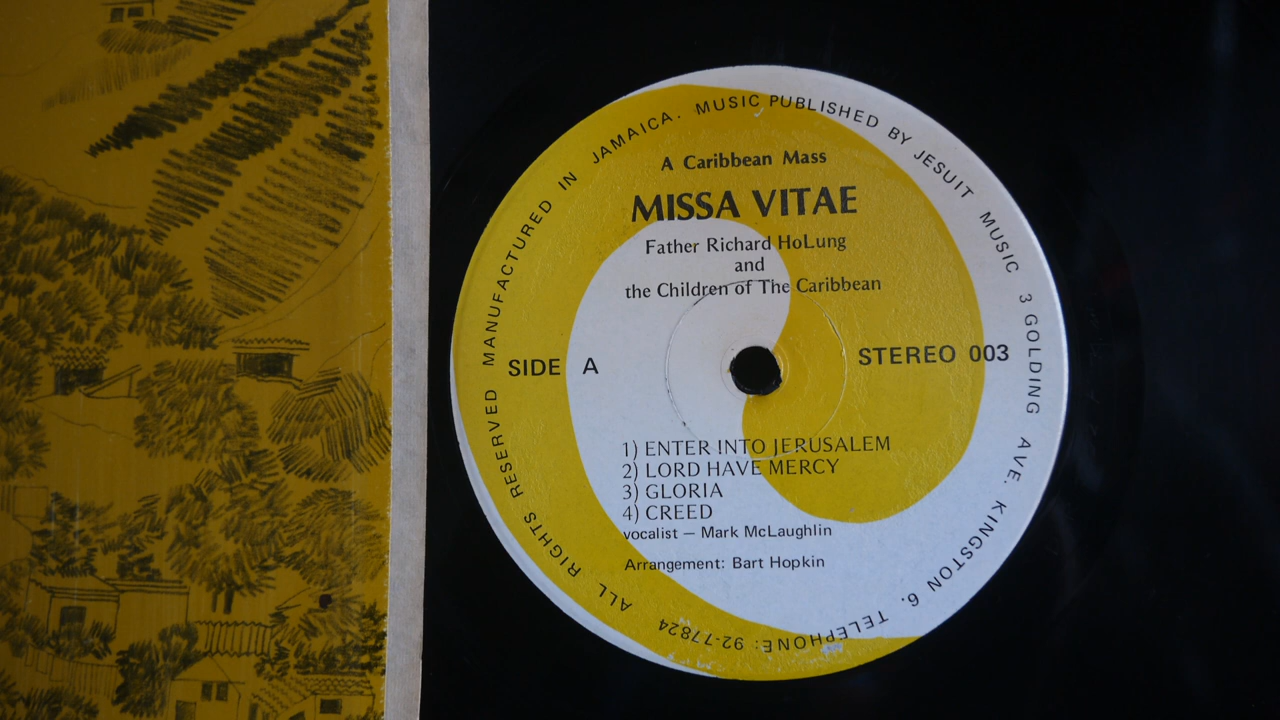 ALL RIGHTS RESERVED MANUFACTURED IN JAMAICA. MUSIC PUBLISHED BY JESUIT MUSIC 3 GOLDING AVE. KINGSTON 6. TELEPHONE: 92-77824
A Caribbean Mass
MISSA VITAE
Father Richard HoLung
and
the Children of The Caribbean
SIDE A
STEREO 003
1) ENTER INTO JERUSALEM
2) LORD HAVE MERCY
3) GLORIA
4) CREED
vocalist — Mark McLaughlin
Arrangement: Bart Hopkin